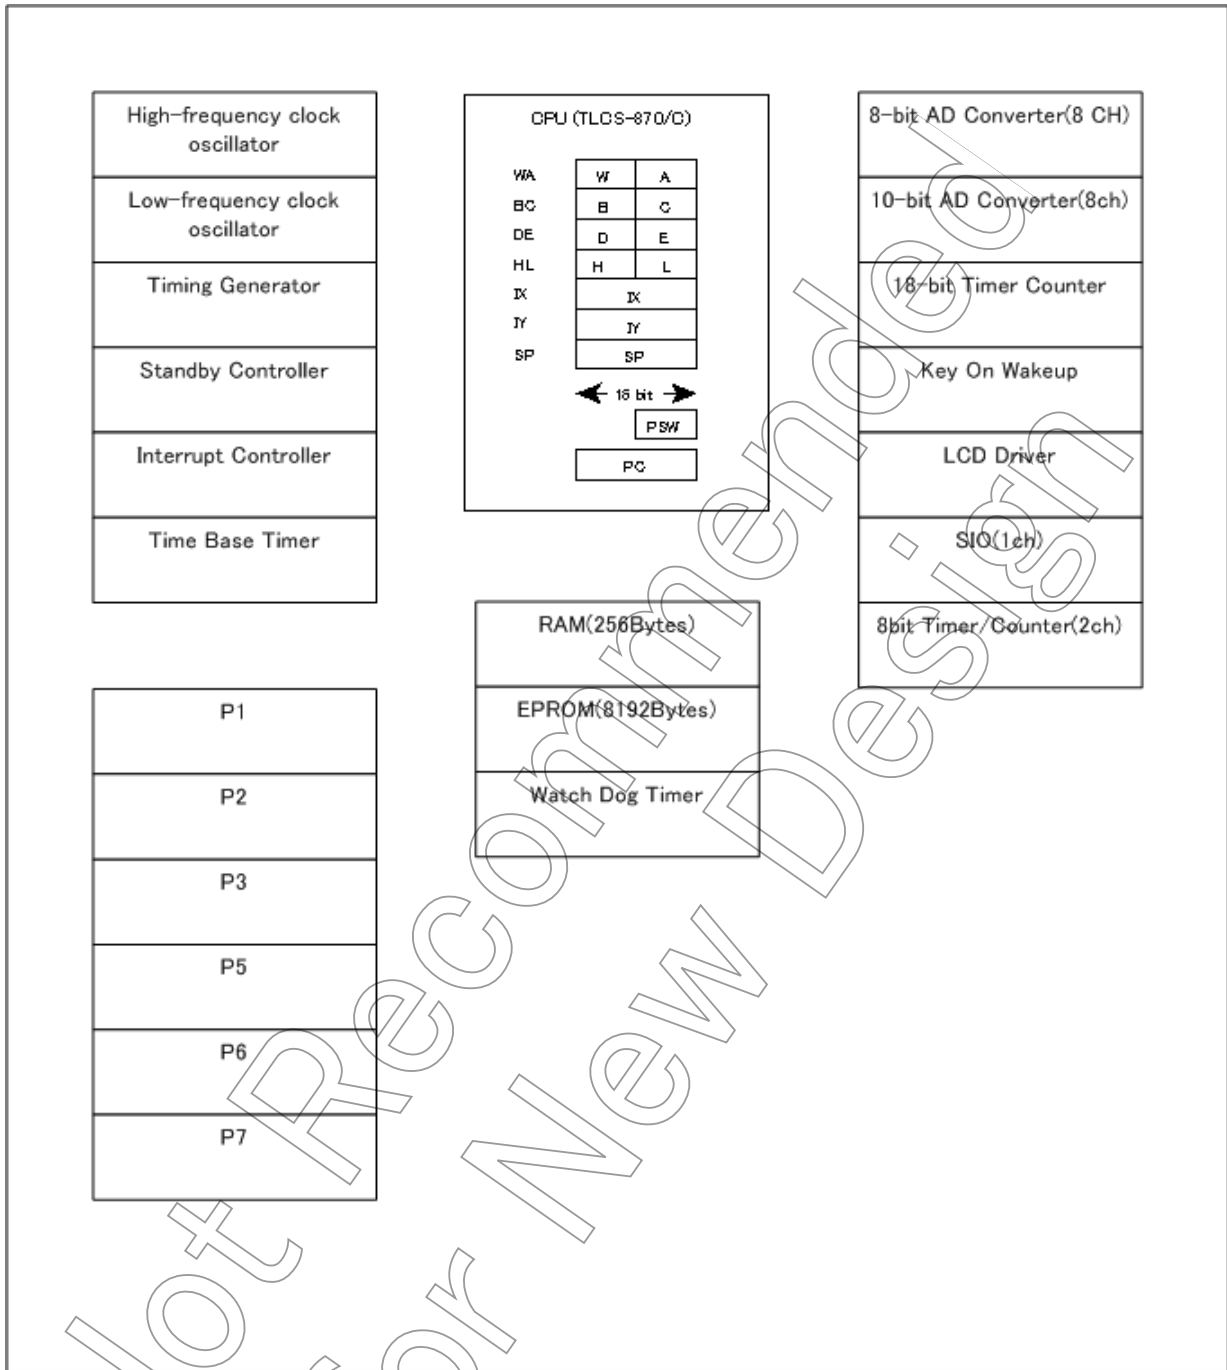 High-frequency clock
oscillator
Low-frequency clock
oscillator
Timing Generator
Standby Controller
Interrupt Controller
Time Base Timer
P1
P2
P3
P5
P6
P7
CPU (TLCS-870/C)
WA W A
BC B C
DE D E
HL H L
IX IX
IY IY
SP SP
16 bit
PSW
PC
RAM(256Bytes)
EPROM(8192Bytes)
Watch Dog Timer
8-bit AD Converter(8 CH)
10-bit AD Converter(8ch)
18-bit Timer Counter
Key On Wakeup
LCD Driver
SIO(1ch)
8bit Timer/Counter(2ch)
Not Recommended
for New Design